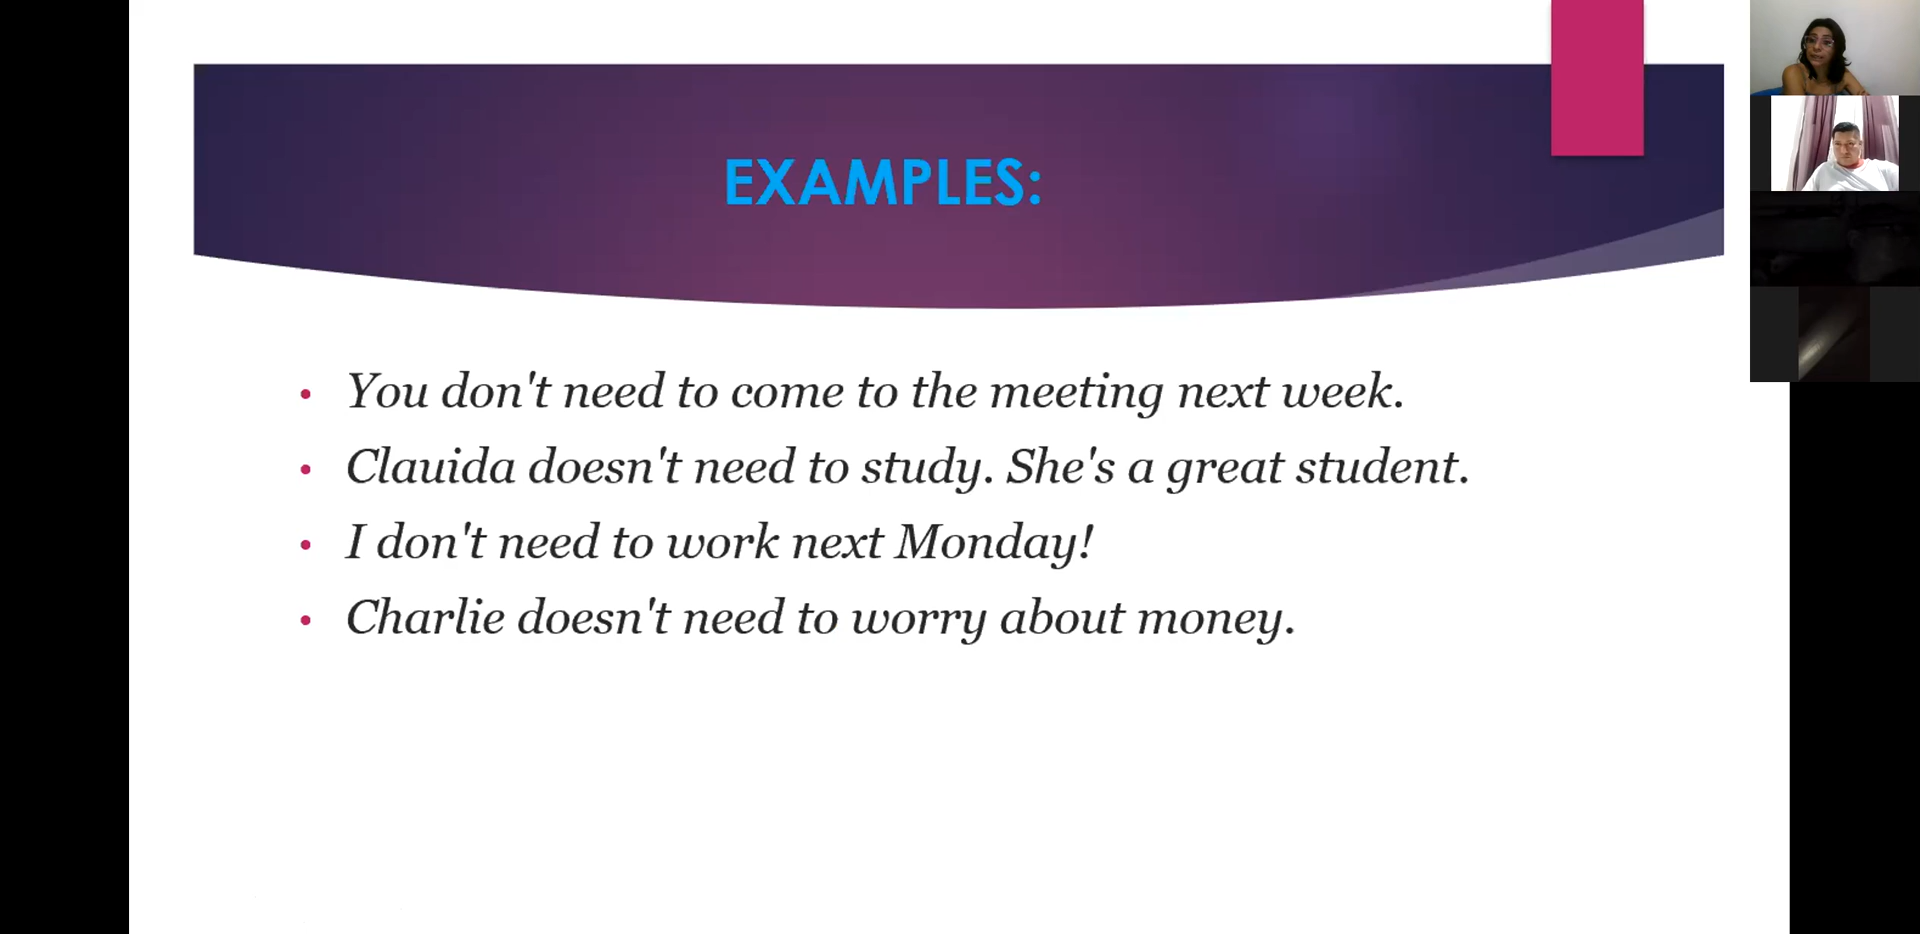 EXAMPLES:
• You don't need to come to the meeting next week.
• Clauida doesn't need to study. She's a great student.
• I don't need to work next Monday!
• Charlie doesn't need to worry about money.